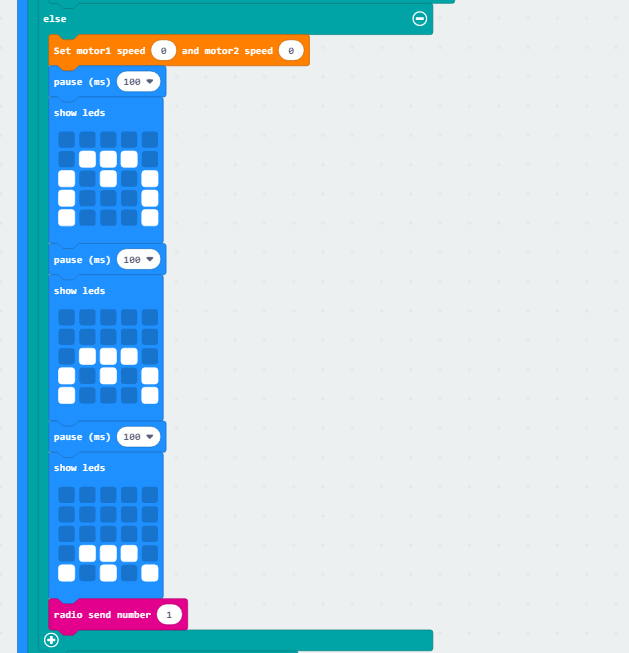 else
Set motor1 speed 0 and motor2 speed 0
pause (ms) 100
show leds
pause (ms) 100
show leds
pause (ms) 100
show leds
radio send number 1